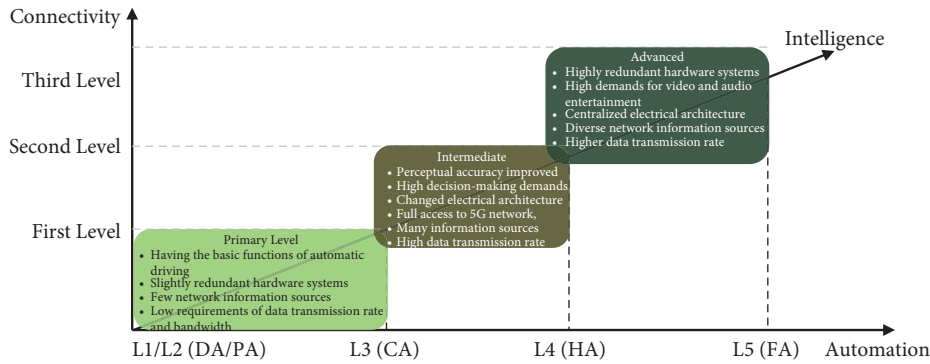 Connectivity
Intelligence
Third Level
Second Level
First Level
Advanced
• Highly redundant hardware systems
• High demands for video and audio
entertainment
• Centralized electrical architecture
• Diverse network information sources
• Higher data transmission rate
Intermediate
• Perceptual accuracy improved
• High decision-making demands
• Changed electrical architecture
• Full access to 5G network,
• Many information sources
• High data transmission rate
Primary Level
• Having the basic functions of automatic
driving
• Slightly redundant hardware systems
• Few network information sources
• Low requirements of data transmission rate
and bandwidth
L1/L2 (DA/PA)
L3 (CA)
L4 (HA)
L5 (FA)
Automation